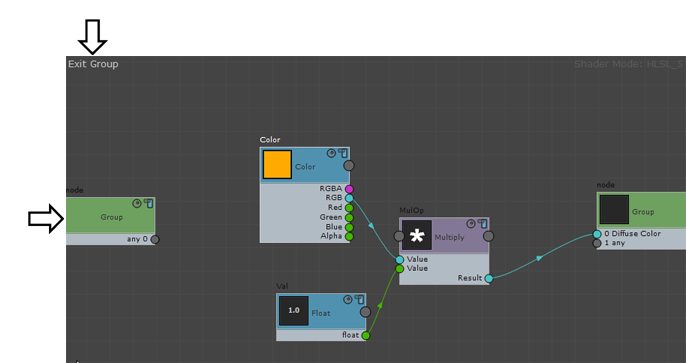 Exit Group
Shader Mode: HLSL_5
Color
Color
RGBA
RGB
Red
Green
Blue
Alpha
node
Group
any 0
MulOp
*
Multiply
Value
Value
Result
node
Group
0 Diffuse Color
1 any
Val
1.0
Float
float